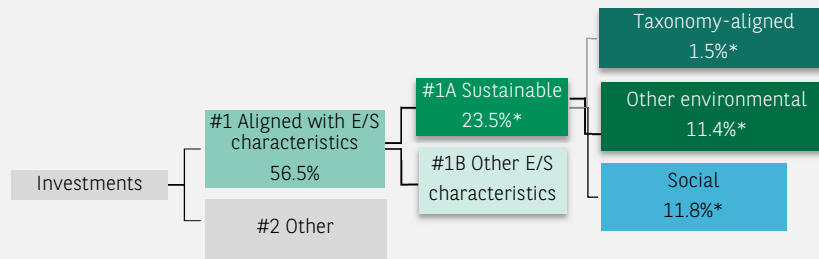 Investments
#1 Aligned with E/S
characteristics
56.5%
#2 Other
#1A Sustainable
23.5%*
#1B Other E/S
characteristics
Taxonomy-aligned
1.5%*
Other environmental
11.4%*
Social
11.8%*